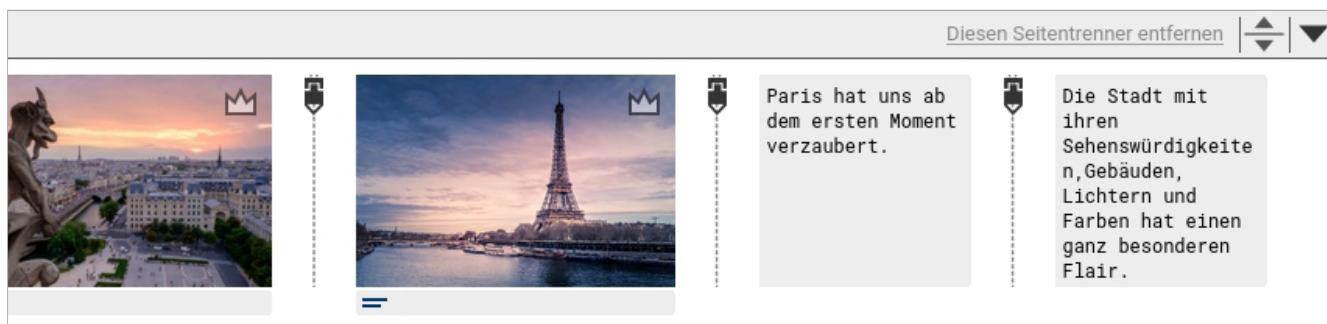 Diesen Seitentrenner entfernen
Paris hat uns ab
dem ersten Moment
verzaubert.
Die Stadt mit
ihren
Sehenswürdigkeite
n,Gebäuden,
Lichtern und
Farben hat einen
ganz besonderen
Flair.